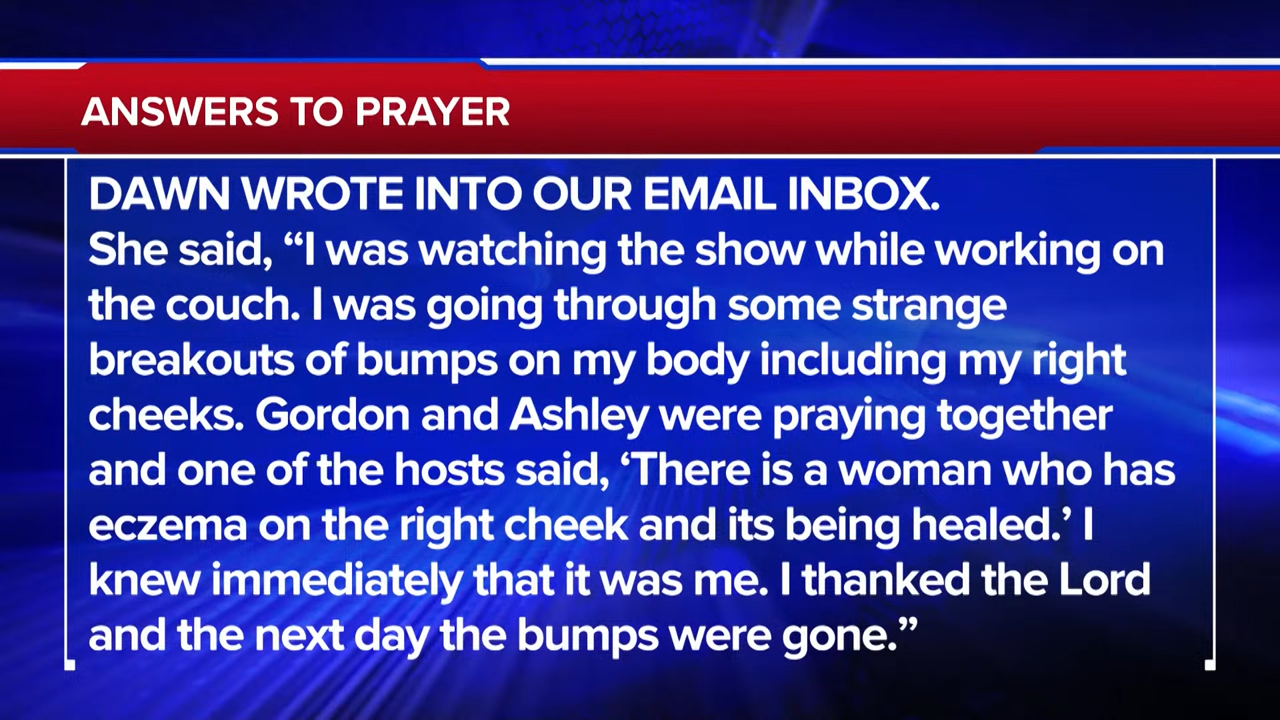 ANSWERS TO PRAYER
DAWN WROTE INTO OUR EMAIL INBOX.
She said, “I was watching the show while working on
the couch. I was going through some strange
breakouts of bumps on my body including my right
cheeks. Gordon and Ashley were praying together
and one of the hosts said, ‘There is a woman who has
eczema on the right cheek and its being healed.’ I
knew immediately that it was me. I thanked the Lord
and the next day the bumps were gone.”